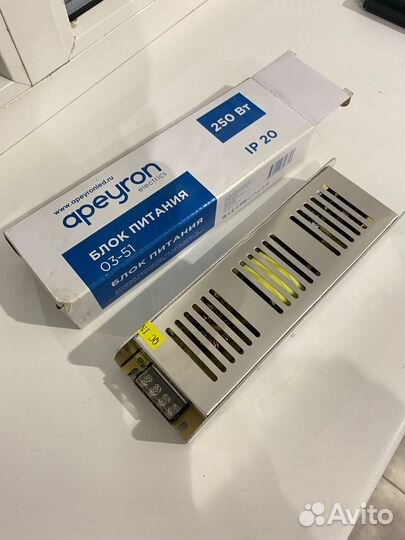 www.apeyronled.ru
apeyron
electrics
БЛОК ПИТАНИЯ
03-51
250 Вт
IP 20
БЛОК ПИТАНИЯ
Avito